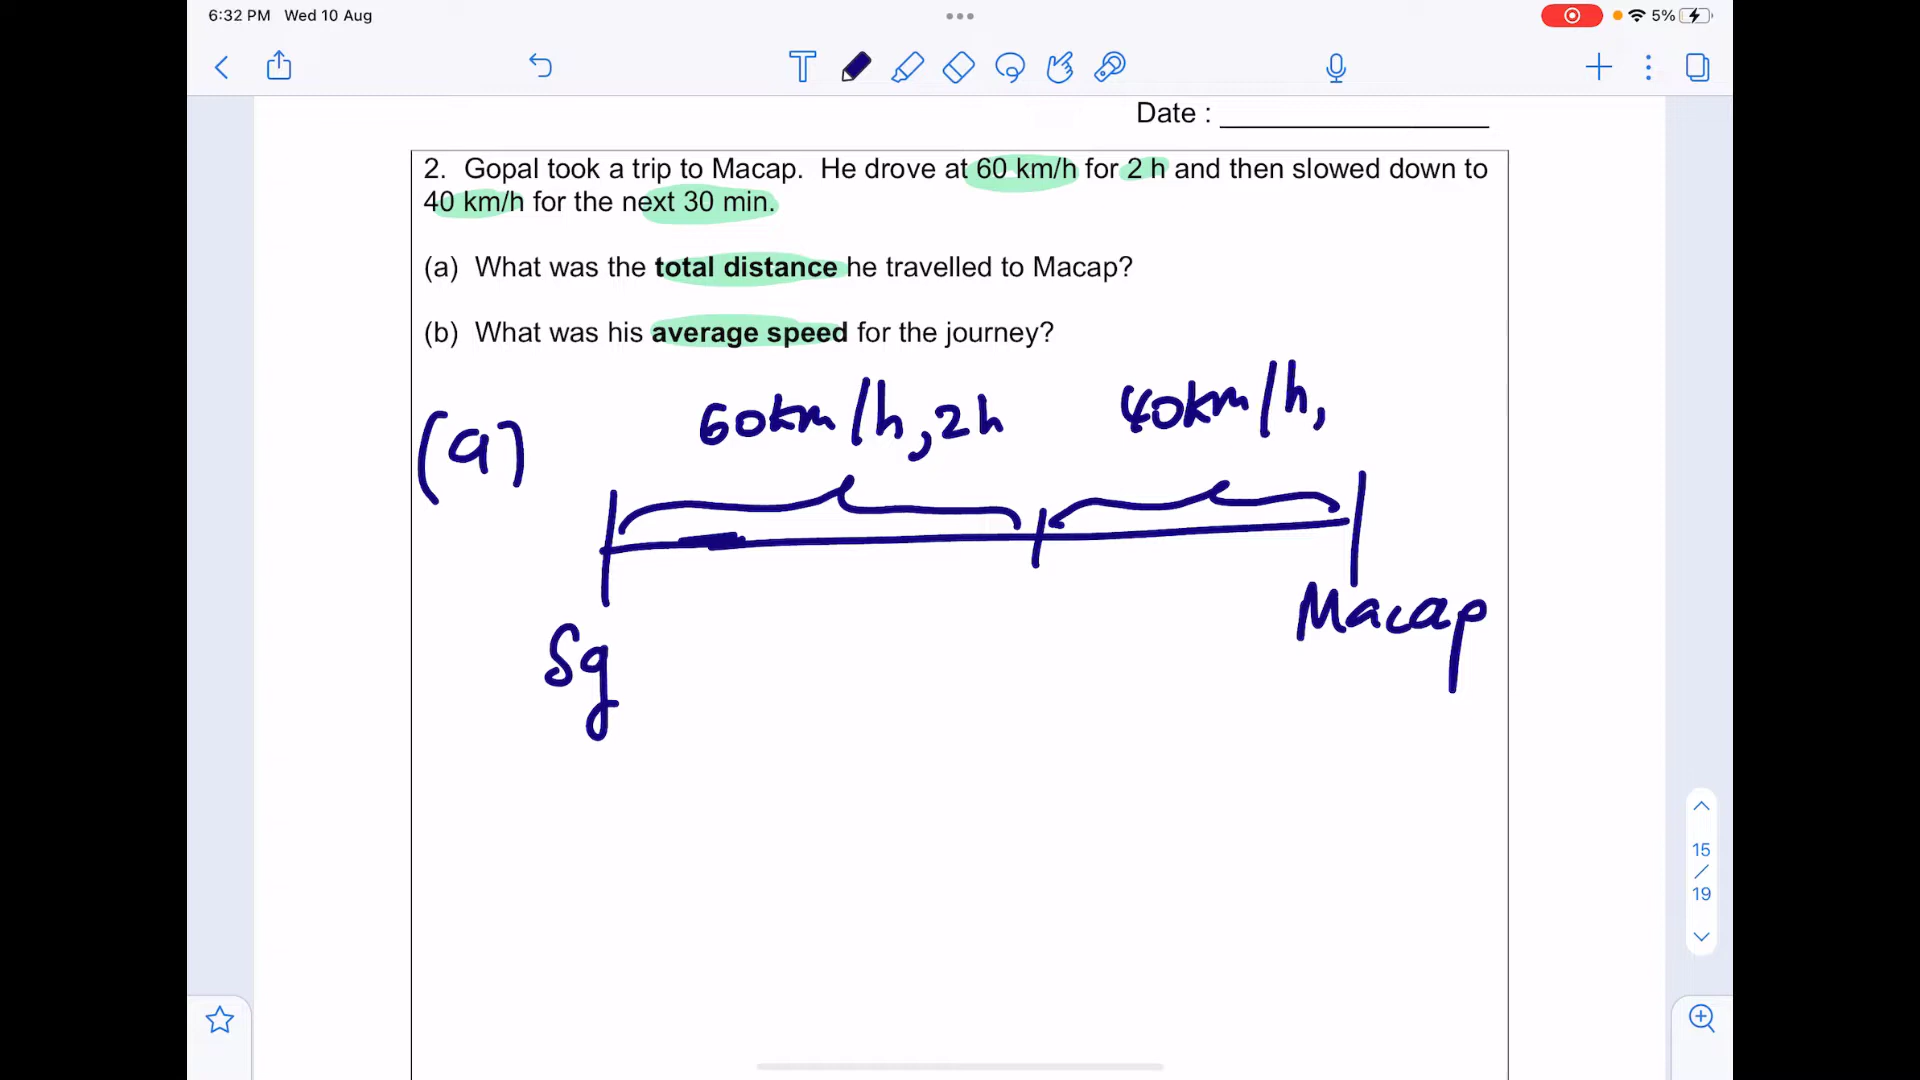 6:32 PM Wed 10 Aug
5%
T
Date :
2. Gopal took a trip to Macap. He drove at 60 km/h for 2 h and then slowed down to
40 km/h for the next 30 min.
(a) What was the total distance he travelled to Macap?
(b) What was his average speed for the journey?
(a)
60km/h, 2h
40km/h,
Sg
Macap
15
/
19